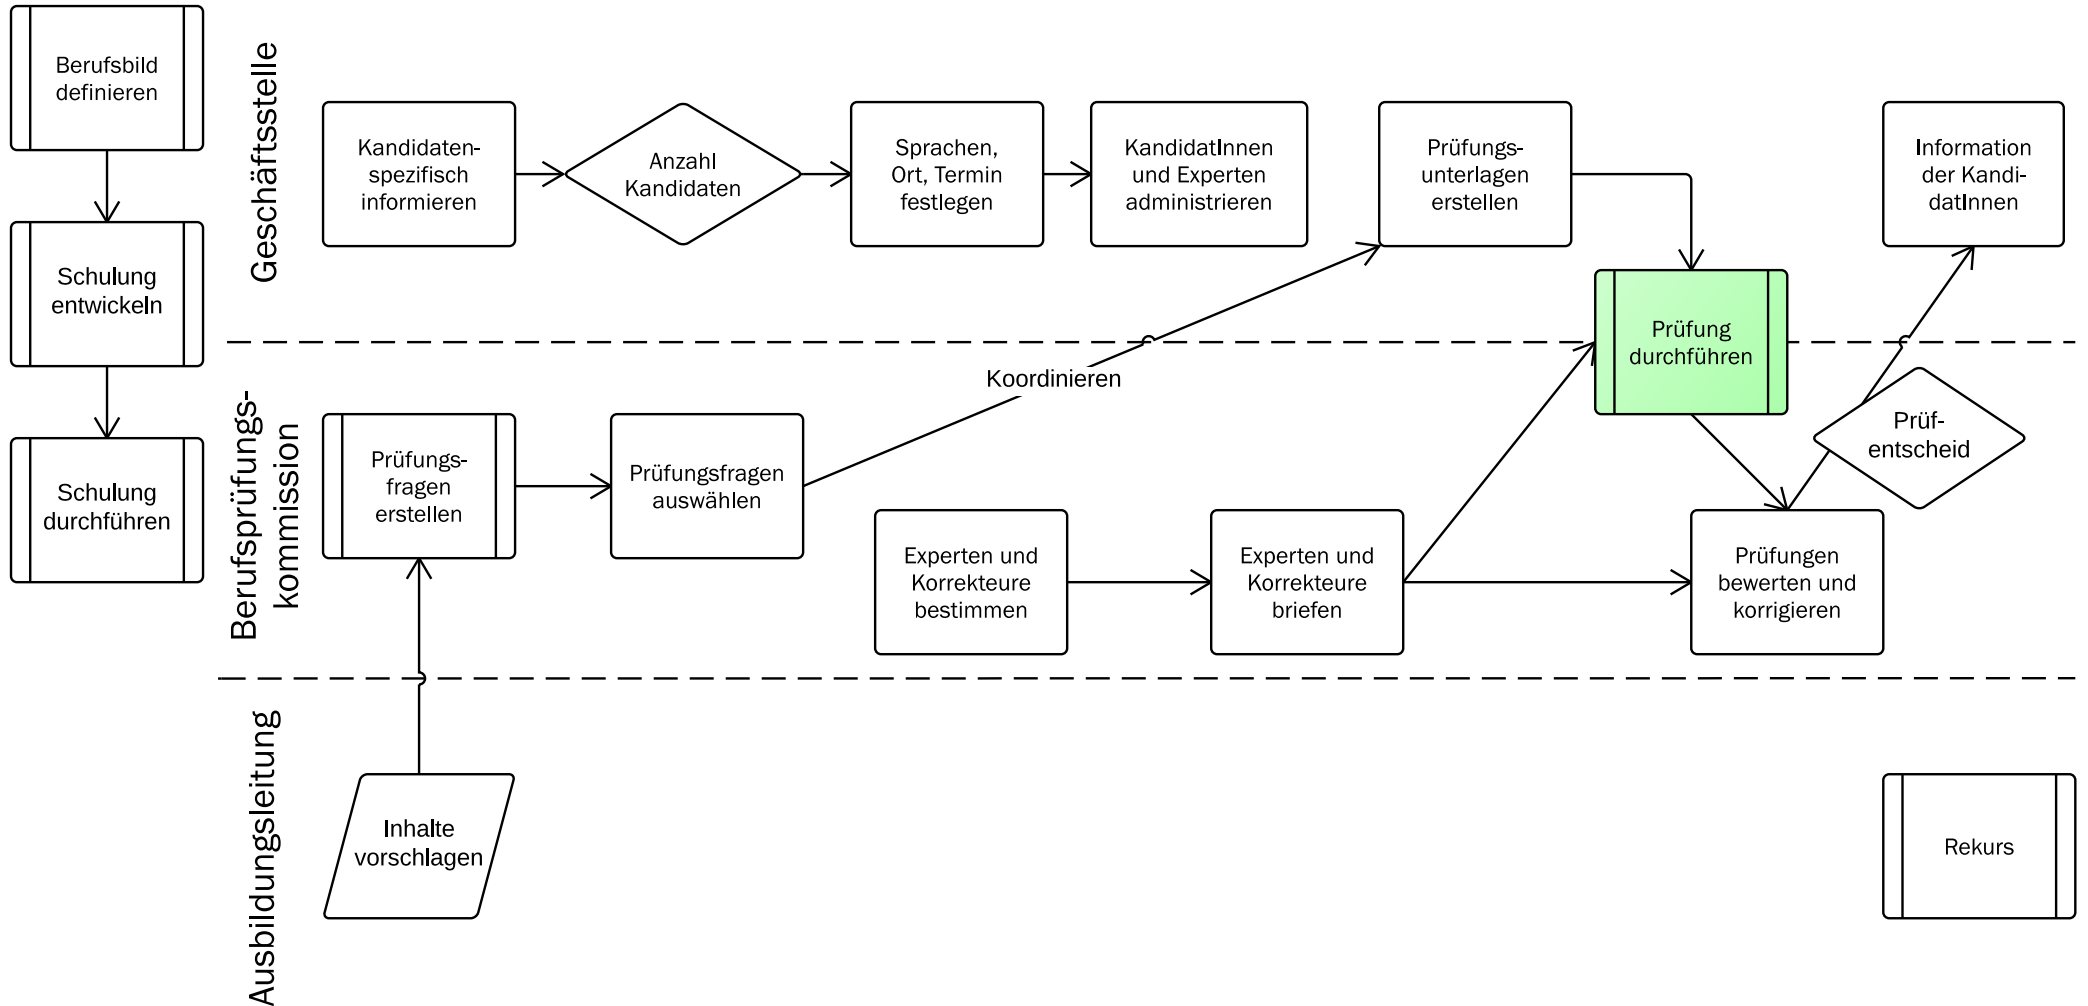 Berufsbild
definieren
Schulung
entwickeln
Schulung
durchführen
Geschäftsstelle
Kandidaten-
spezifisch
informieren
Anzahl
Kandidaten
Sprachen,
Ort, Termin
festlegen
KandidatInnen
und Experten
administrieren
Prüfungs-
unterlagen
erstellen
Information
der Kandi-
datInnen
Prüfung
durchführen
Berufsprüfungs-
kommission
Koordinieren
Prüfungs-
fragen
erstellen
Prüfungsfragen
auswählen
Prüf-
entscheid
Experten und
Korrekteure
bestimmen
Experten und
Korrekteure
briefen
Prüfungen
bewerten und
korrigieren
Ausbildungsleitung
Inhalte
vorschlagen
Rekurs